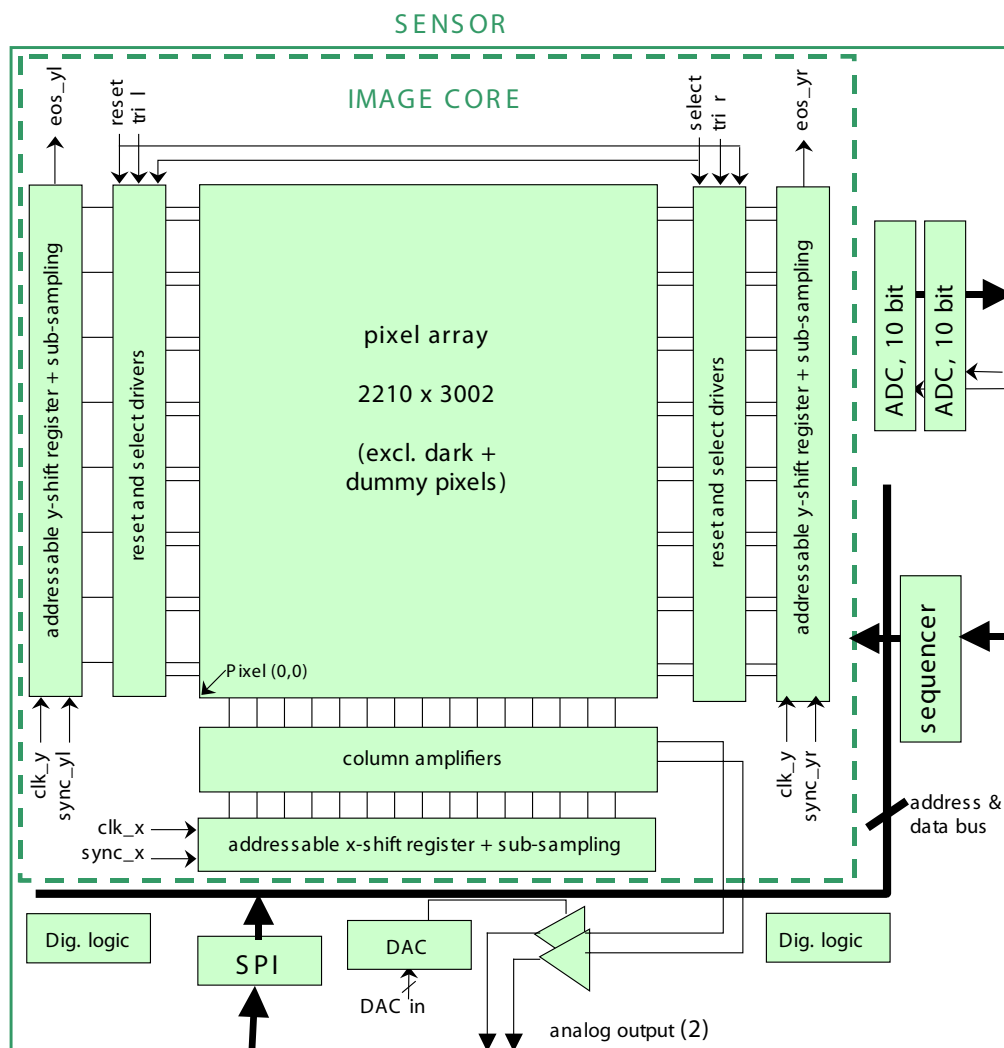 SENSOR
IMAGE CORE
eos_yl
reset
tri_l
select
tri_r
eos_yr
addressable y-shift register + sub-sampling
reset and select drivers
pixel array
2210 x 3002
(excl. dark +
dummy pixels)
reset and select drivers
addressable y-shift register + sub-sampling
ADC, 10 bit
ADC, 10 bit
Pixel (0,0)
sequencer
clk_y
sync_yl
column amplifiers
clk_y
sync_yr
address &
data bus
clk_x
sync_x
addressable x-shift register + sub-sampling
Dig. logic
SPI
DAC
Dig. logic
DAC in
analog output (2)